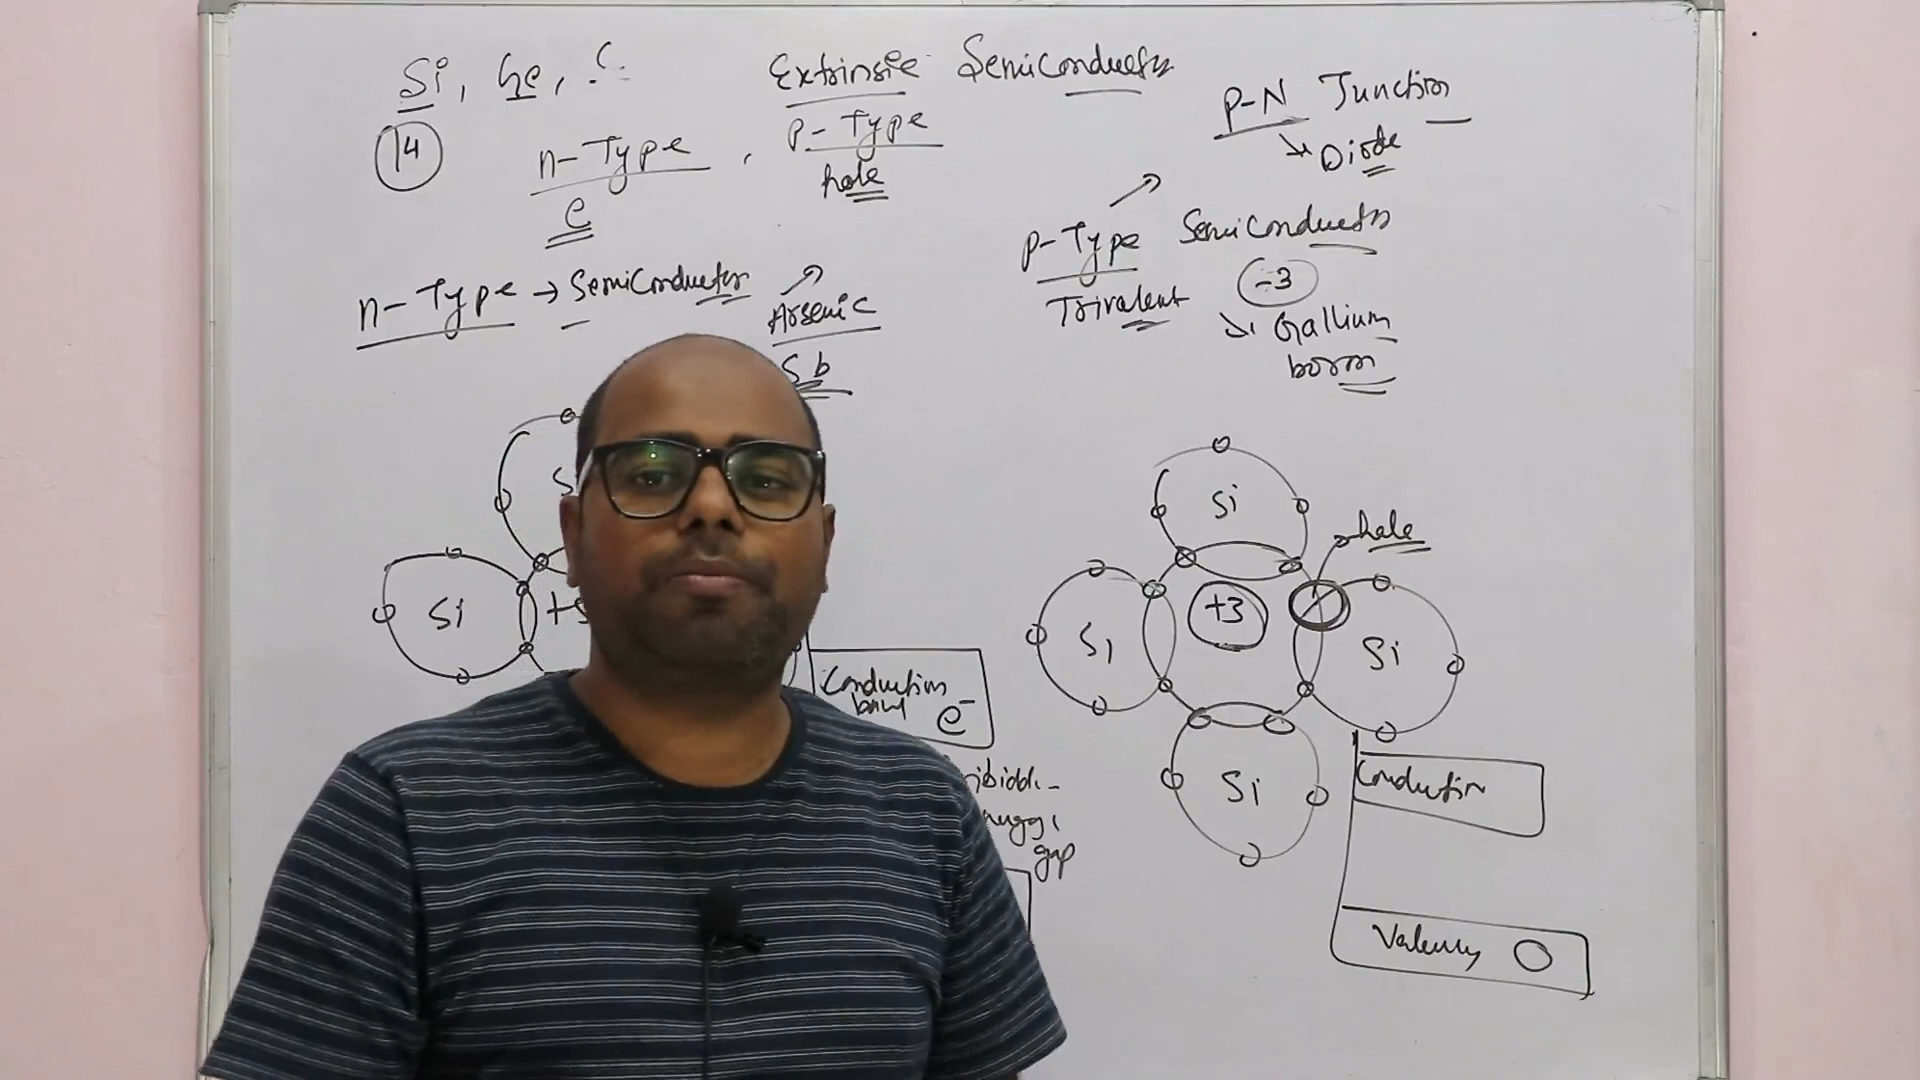 Si, Ge, C
Extrinsic Semiconductor
14
n-Type, P-Type
e
hole
P-N Junction
Diode
n-Type → Semiconductor
Arsenic
Sb
P-Type Semiconductor
Trivalent
-3
Gallium
boron
Si
Si
+5
Conduction
band
e-
gap
Si
hole
Si
+3
Si
Si
Conduction
Valency